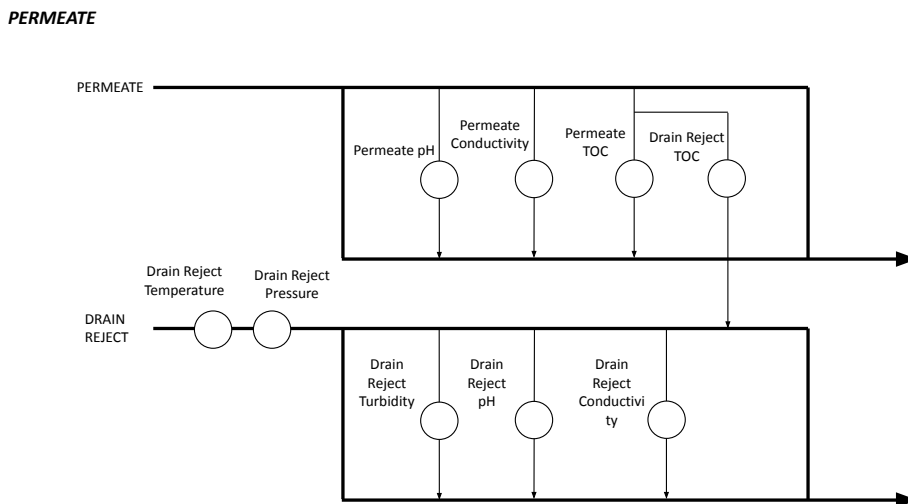 PERMEATE
PERMEATE
Permeate pH
Permeate
Conductivity
Permeate
TOC
Drain Reject
TOC
Drain Reject
Temperature
Drain Reject
Pressure
DRAIN
REJECT
Drain
Reject
Turbidity
Drain
Reject
pH
Drain
Reject
Conductivi
ty